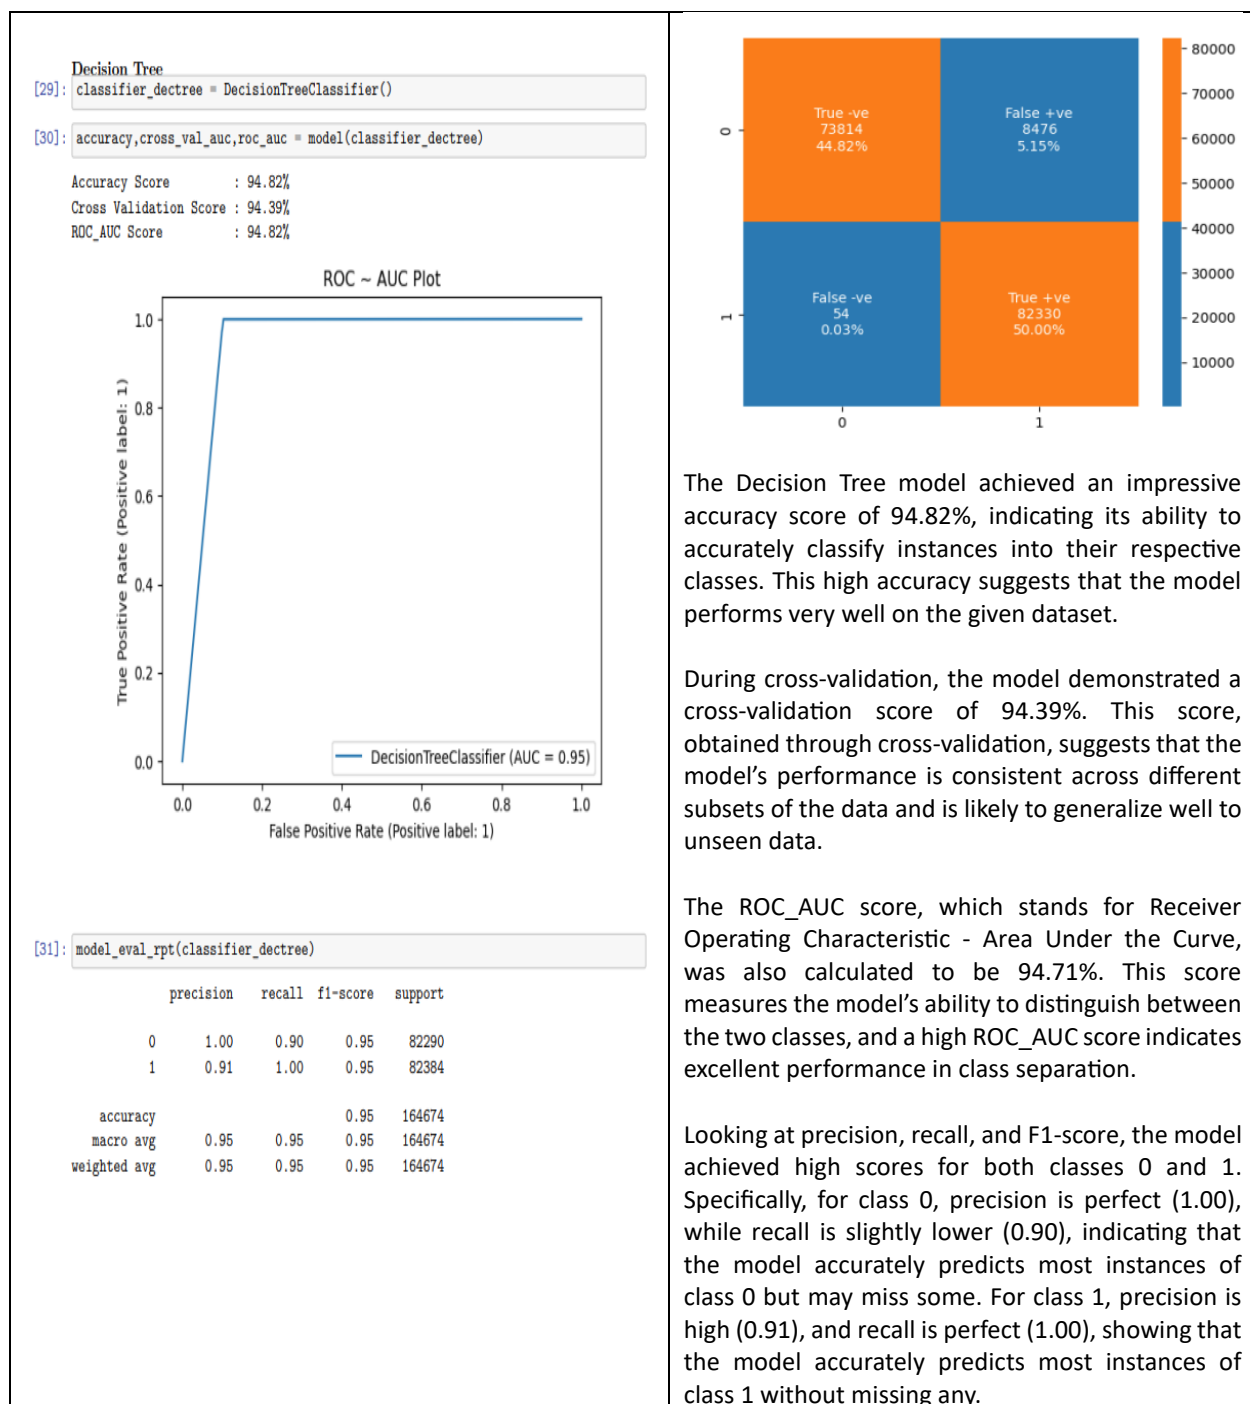 Decision Tree
[29]: classifier_dectree = DecisionTreeClassifier()
[30]: accuracy,cross_val_auc,roc_auc = model(classifier_dectree)
Accuracy Score : 94.82%
Cross Validation Score : 94.39%
ROC_AUC Score : 94.82%
ROC ~ AUC Plot
True Positive Rate (Positive label: 1)
1.0
0.8
0.6
0.4
0.2
0.0
DecisionTreeClassifier (AUC = 0.95)
0.0 0.2 0.4 0.6 0.8 1.0
False Positive Rate (Positive label: 1)
[31]: model_eval_rpt(classifier_dectree)
precision recall f1-score support
0 1.00 0.90 0.95 82290
1 0.91 1.00 0.95 82384
accuracy 0.95 164674
macro avg 0.95 0.95 0.95 164674
weighted avg 0.95 0.95 0.95 164674
0
True -ve
73814
44.82%
False +ve
8476
5.15%
1
False -ve
54
0.03%
True +ve
82330
50.00%
0 1
80000
70000
60000
50000
40000
30000
20000
10000
The Decision Tree model achieved an impressive
accuracy score of 94.82%, indicating its ability to
accurately classify instances into their respective
classes. This high accuracy suggests that the model
performs very well on the given dataset.
During cross-validation, the model demonstrated a
cross-validation score of 94.39%. This score,
obtained through cross-validation, suggests that the
model’s performance is consistent across different
subsets of the data and is likely to generalize well to
unseen data.
The ROC_AUC score, which stands for Receiver
Operating Characteristic - Area Under the Curve,
was also calculated to be 94.71%. This score
measures the model’s ability to distinguish between
the two classes, and a high ROC_AUC score indicates
excellent performance in class separation.
Looking at precision, recall, and F1-score, the model
achieved high scores for both classes 0 and 1.
Specifically, for class 0, precision is perfect (1.00),
while recall is slightly lower (0.90), indicating that
the model accurately predicts most instances of
class 0 but may miss some. For class 1, precision is
high (0.91), and recall is perfect (1.00), showing that
the model accurately predicts most instances of
class 1 without missing any.